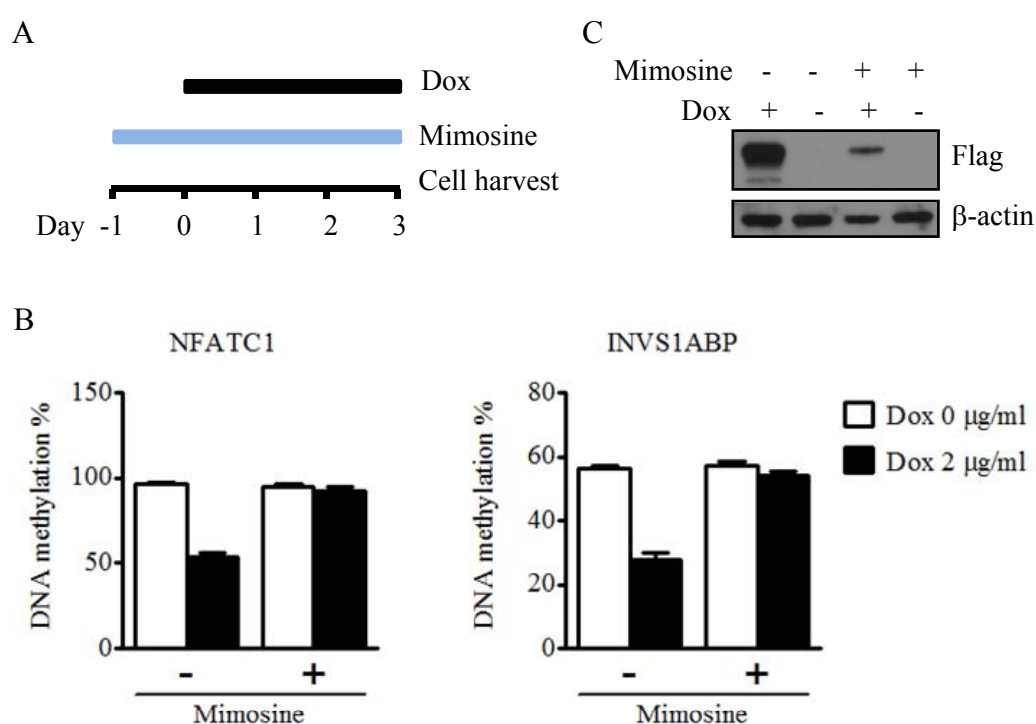 A
Dox
Mimosine
Cell harvest
Day -1 0 1 2 3
C
Mimosine - - + +
Dox + - + -
Flag
β-actin
B
NFATC1
DNA methylation %
150
100
50
0
- +
Mimosine
INVS1ABP
DNA methylation %
80
60
40
20
0
- +
Mimosine
Dox 0 μg/ml
Dox 2 μg/ml